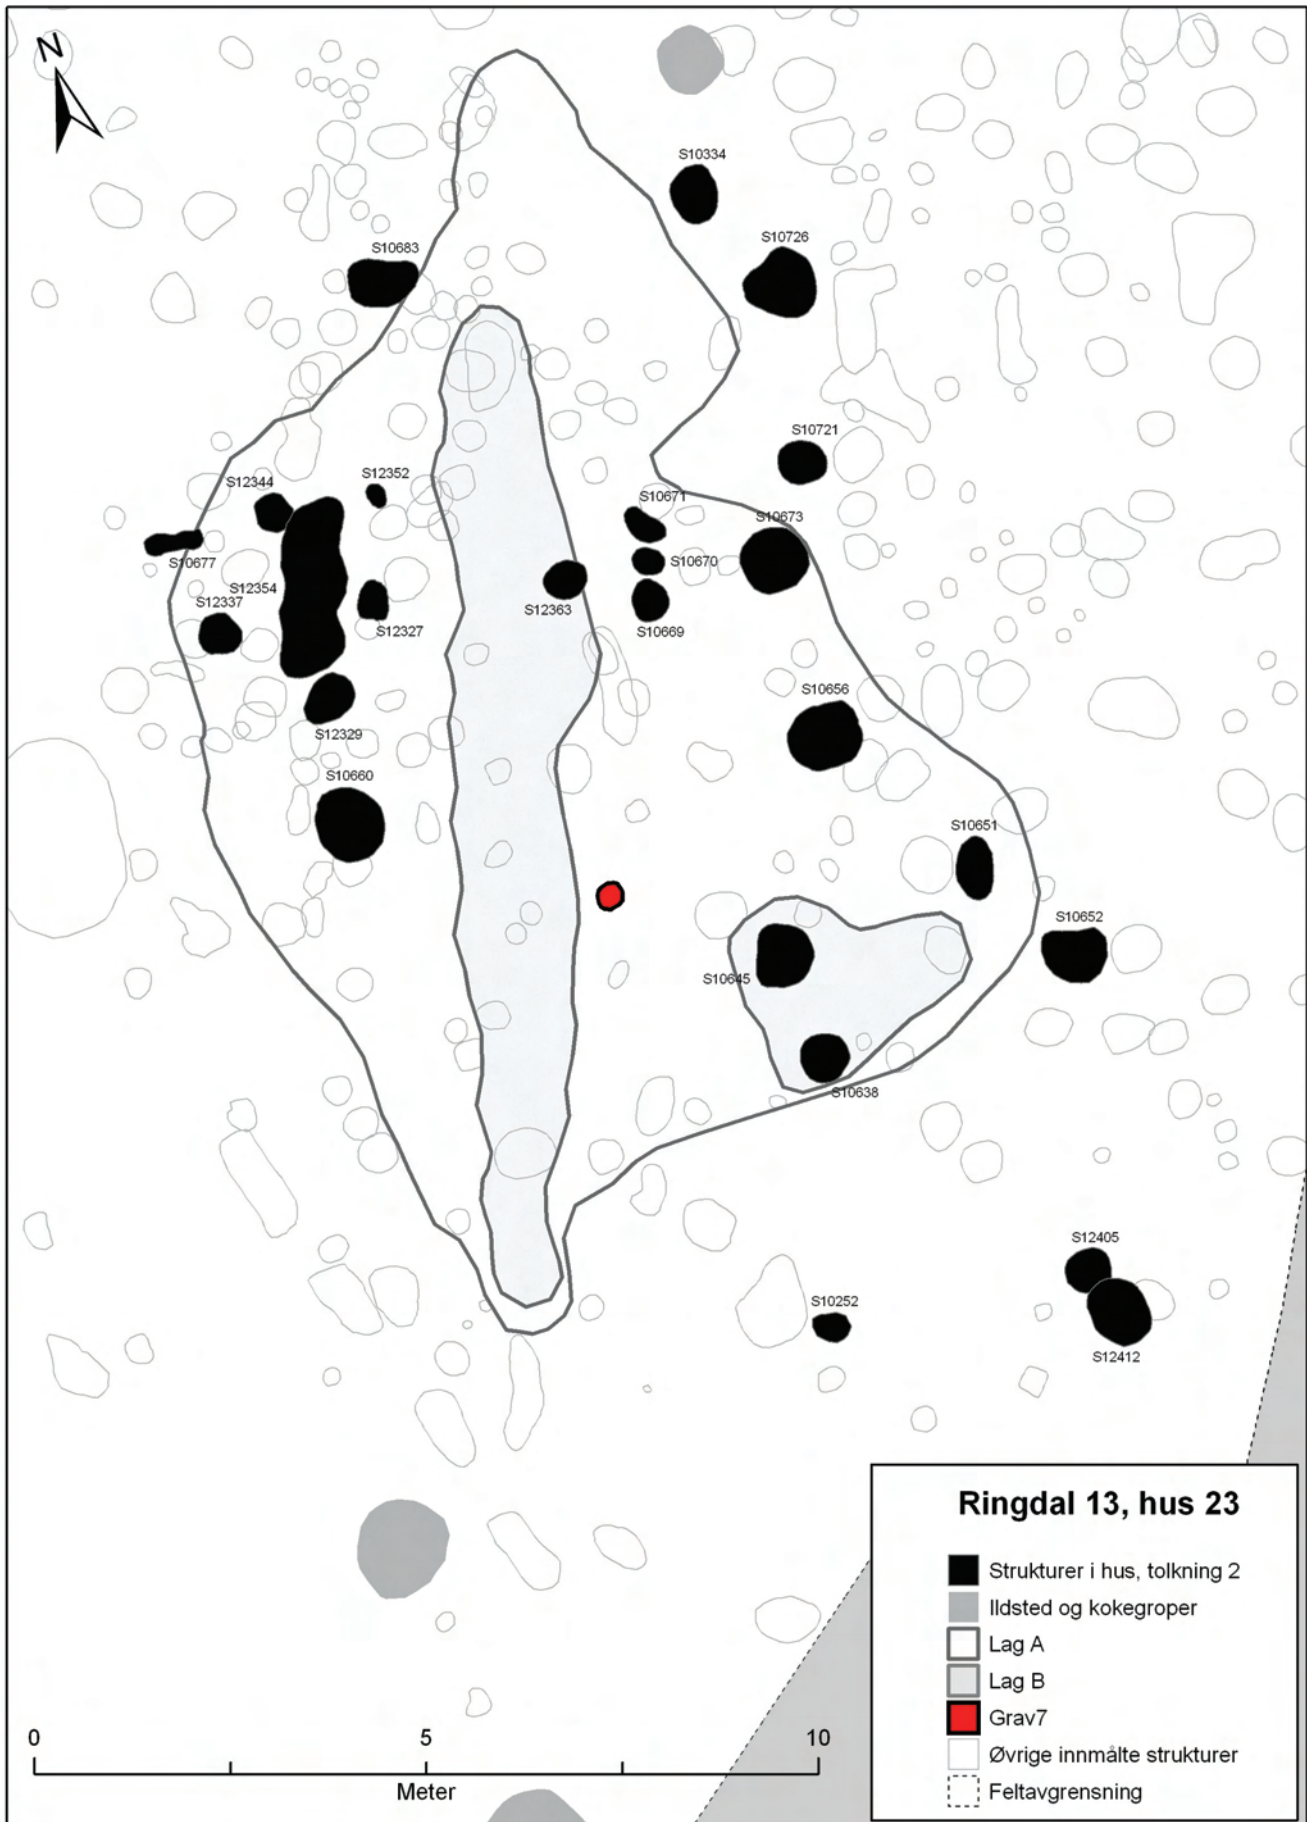 N
S10334
S10726
S10683
S10721
S12344
S12352
S10671
S10673
S10677
S10670
S12354
S12337
S12363
S10669
S12327
S10656
S12329
S10660
S10651
S10652
S10645
S10638
S12405
S10252
S12412
Ringdal 13, hus 23
Strukturer i hus, tolkning 2
Ildsted og kokegroper
Lag A
Lag B
Grav7
Øvrige innmålte strukturer
Feltavgrensning
0 5 10
Meter